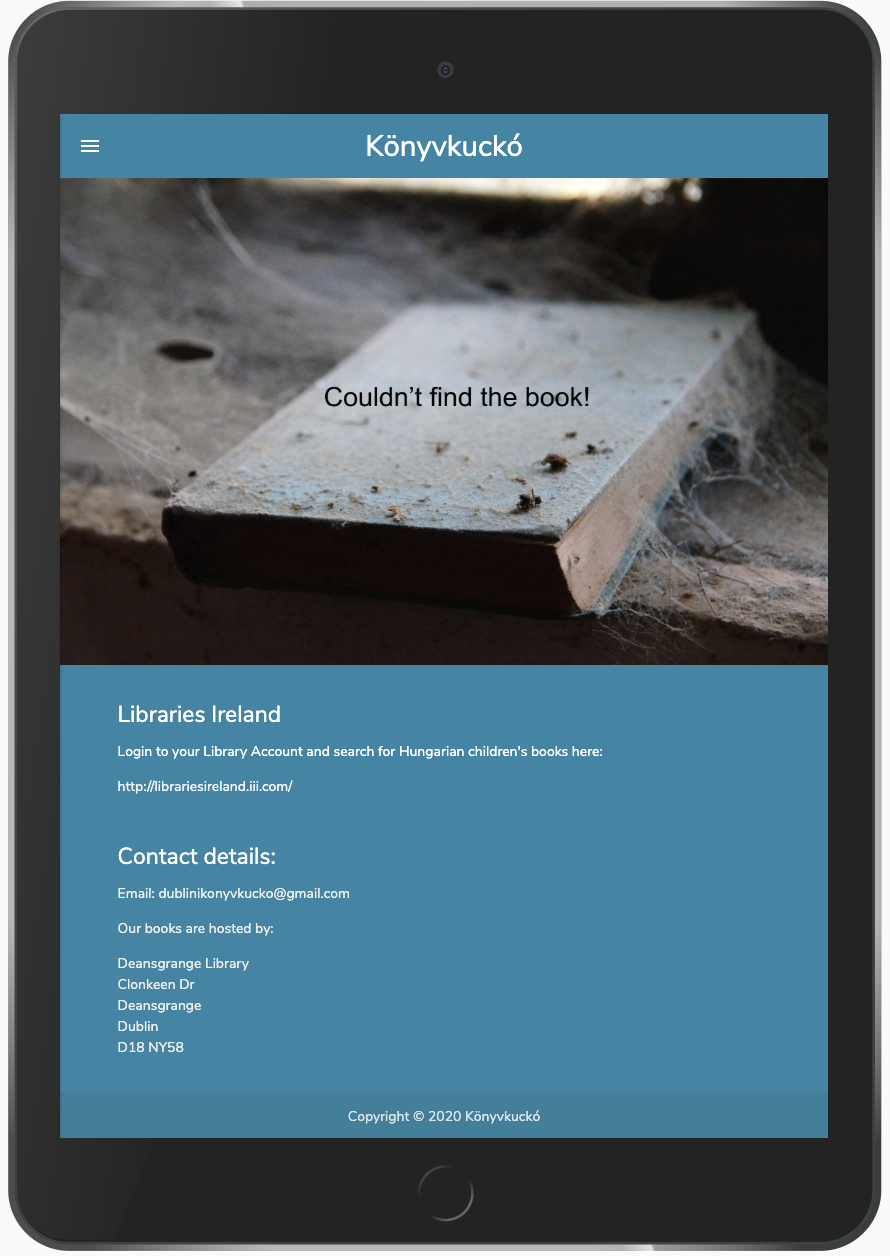 Könyvkuckó
Couldn’t find the book!
Libraries Ireland
Login to your Library Account and search for Hungarian children's books here:
http://librariesireland.iii.com/
Contact details:
Email: dublinikonyvkucko@gmail.com
Our books are hosted by:
Deansgrange Library
Clonkeen Dr
Deansgrange
Dublin
D18 NY58
Copyright © 2020 Könyvkuckó